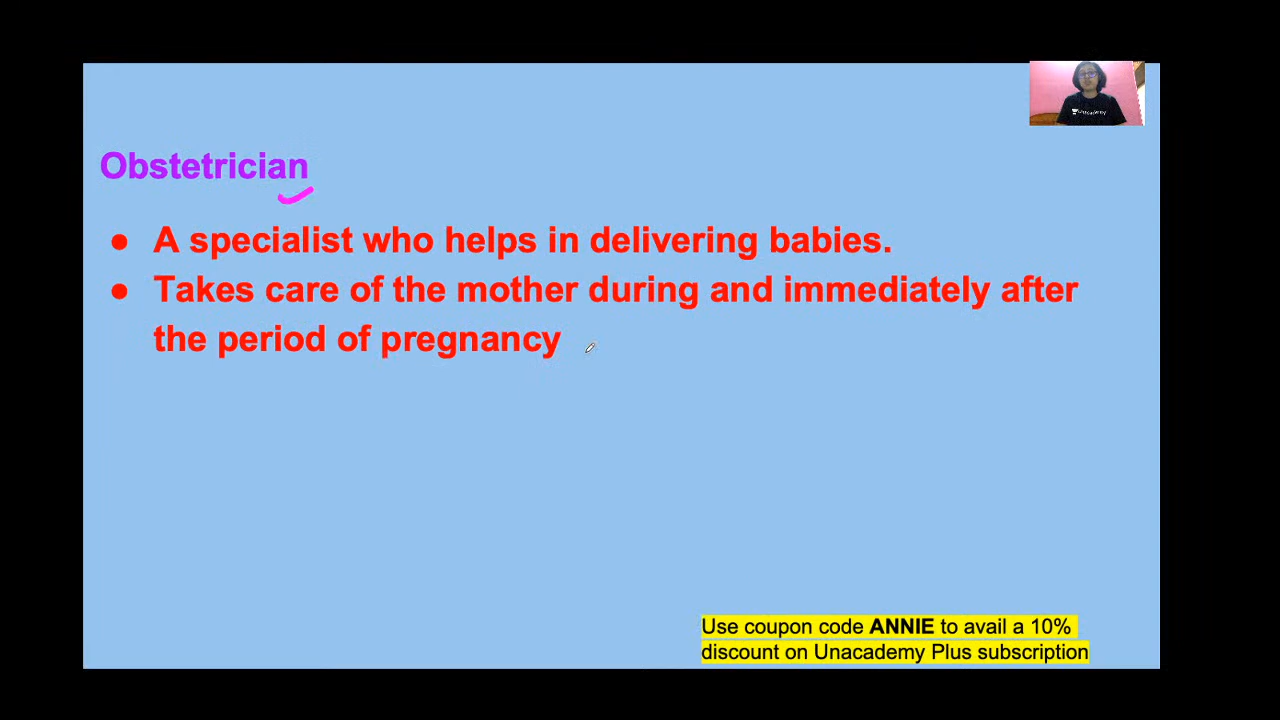 Obstetrician
● A specialist who helps in delivering babies.
● Takes care of the mother during and immediately after
the period of pregnancy
Use coupon code ANNIE to avail a 10%
discount on Unacademy Plus subscription